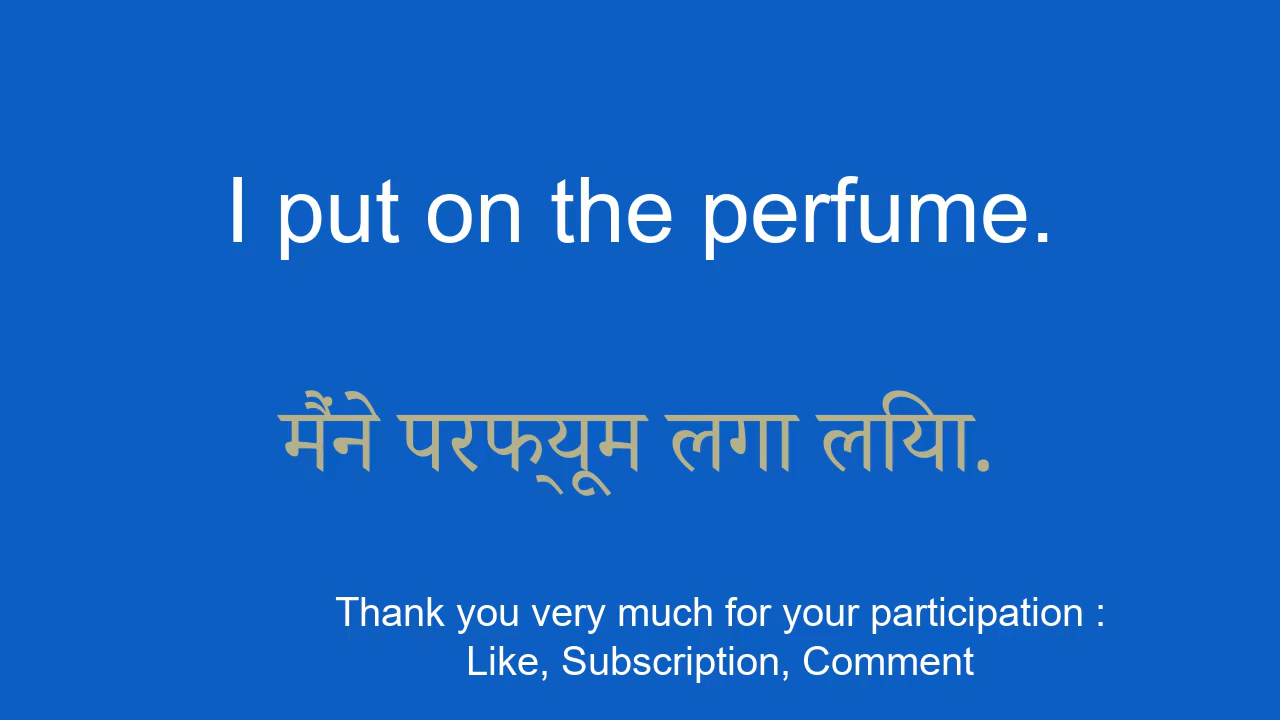 I put on the perfume.
मैंने परफ्यूम लगा लिया.
Thank you very much for your participation :
Like, Subscription, Comment